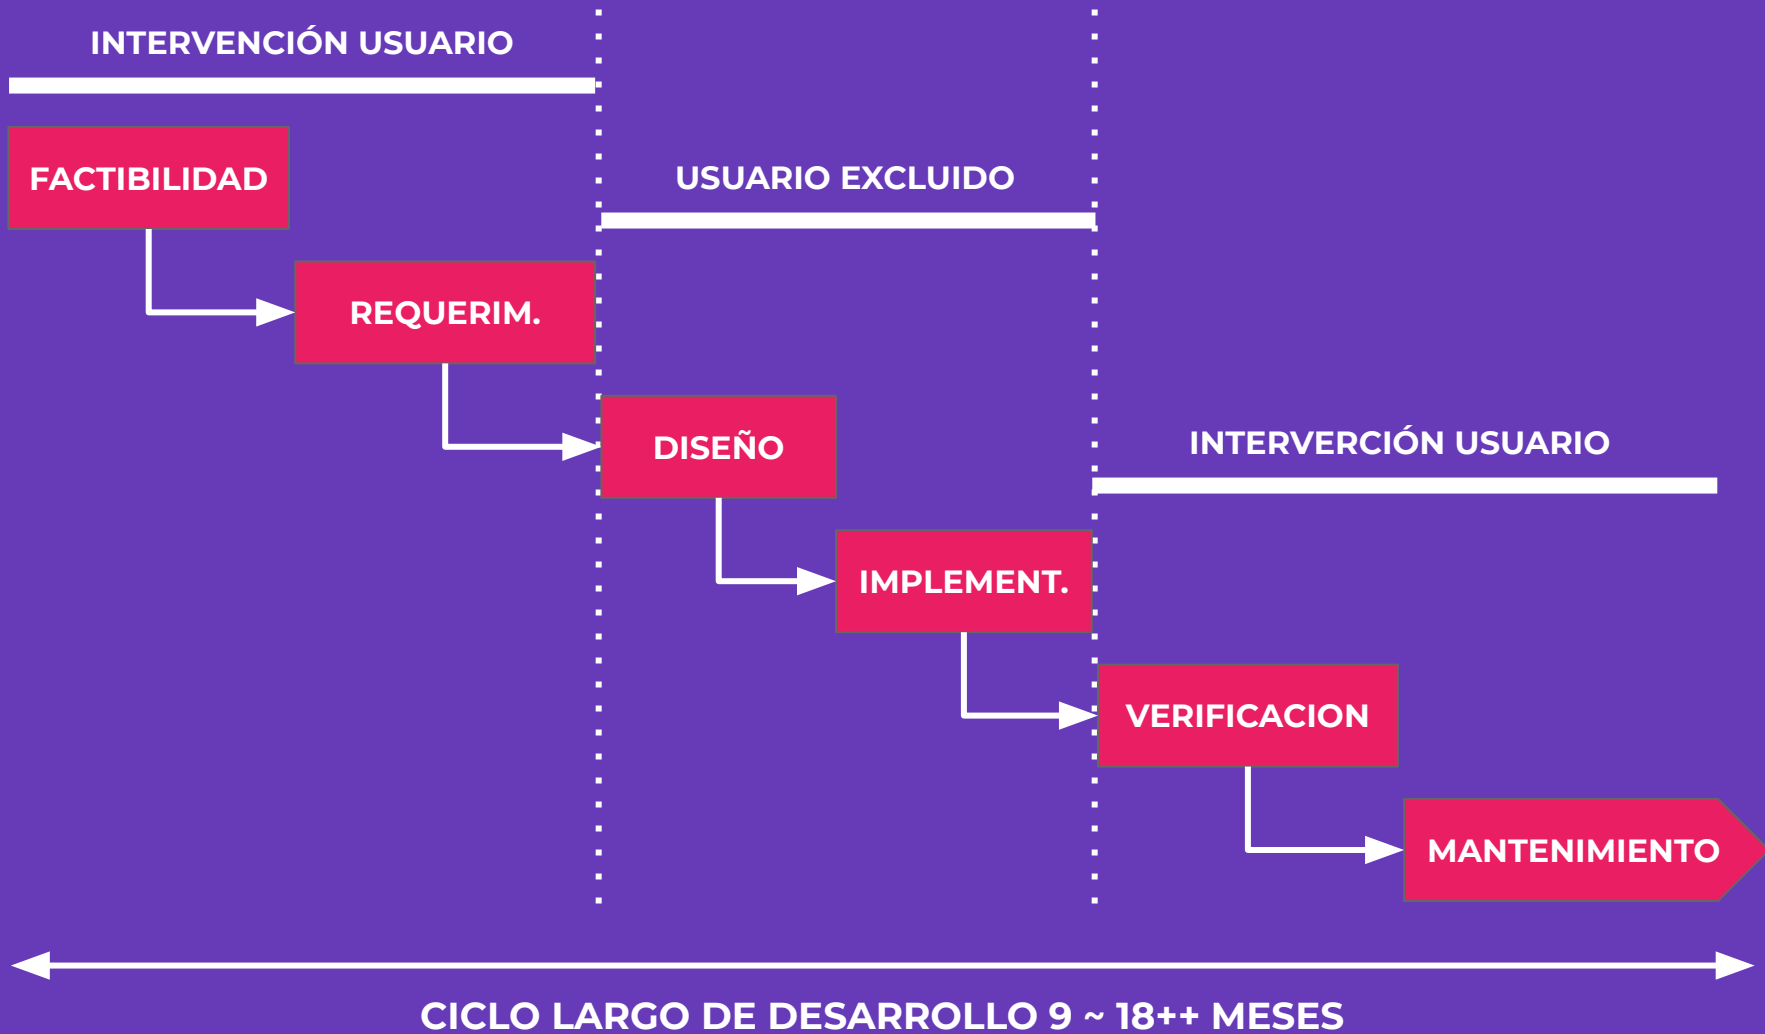 INTERVENCIÓN USUARIO
FACTIBILIDAD
USUARIO EXCLUIDO
REQUERIM.
DISEÑO
INTERVERCIÓN USUARIO
IMPLEMENT.
VERIFICACION
MANTENIMIENTO
CICLO LARGO DE DESARROLLO 9 ~ 18++ MESES